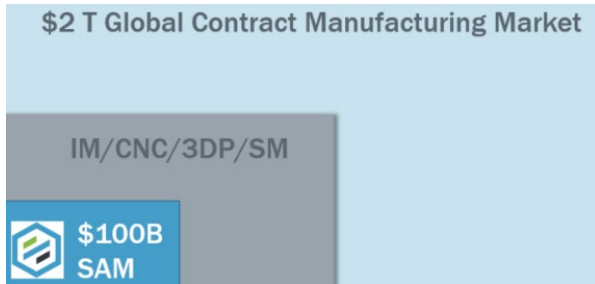 $2 T Global Contract Manufacturing Market
IM/CNC/3DP/SM
$100B
SAM